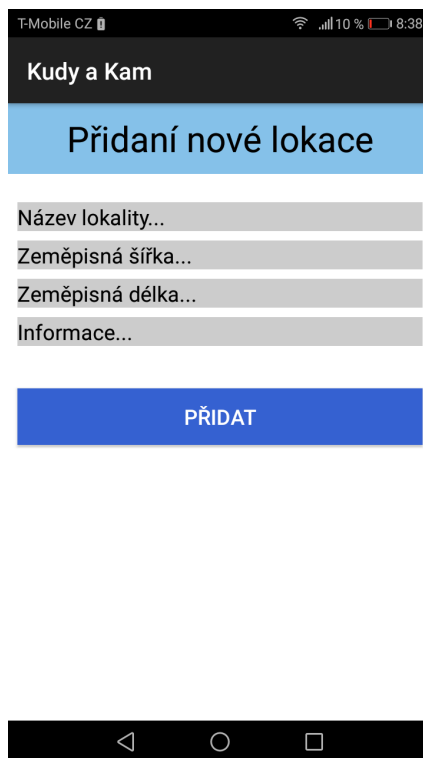 T-Mobile CZ 10 % 8:38
Kudy a Kam
Přidaní nové lokace
Název lokality...
Zeměpisná šířka...
Zeměpisná délka...
Informace...
PŘIDAT